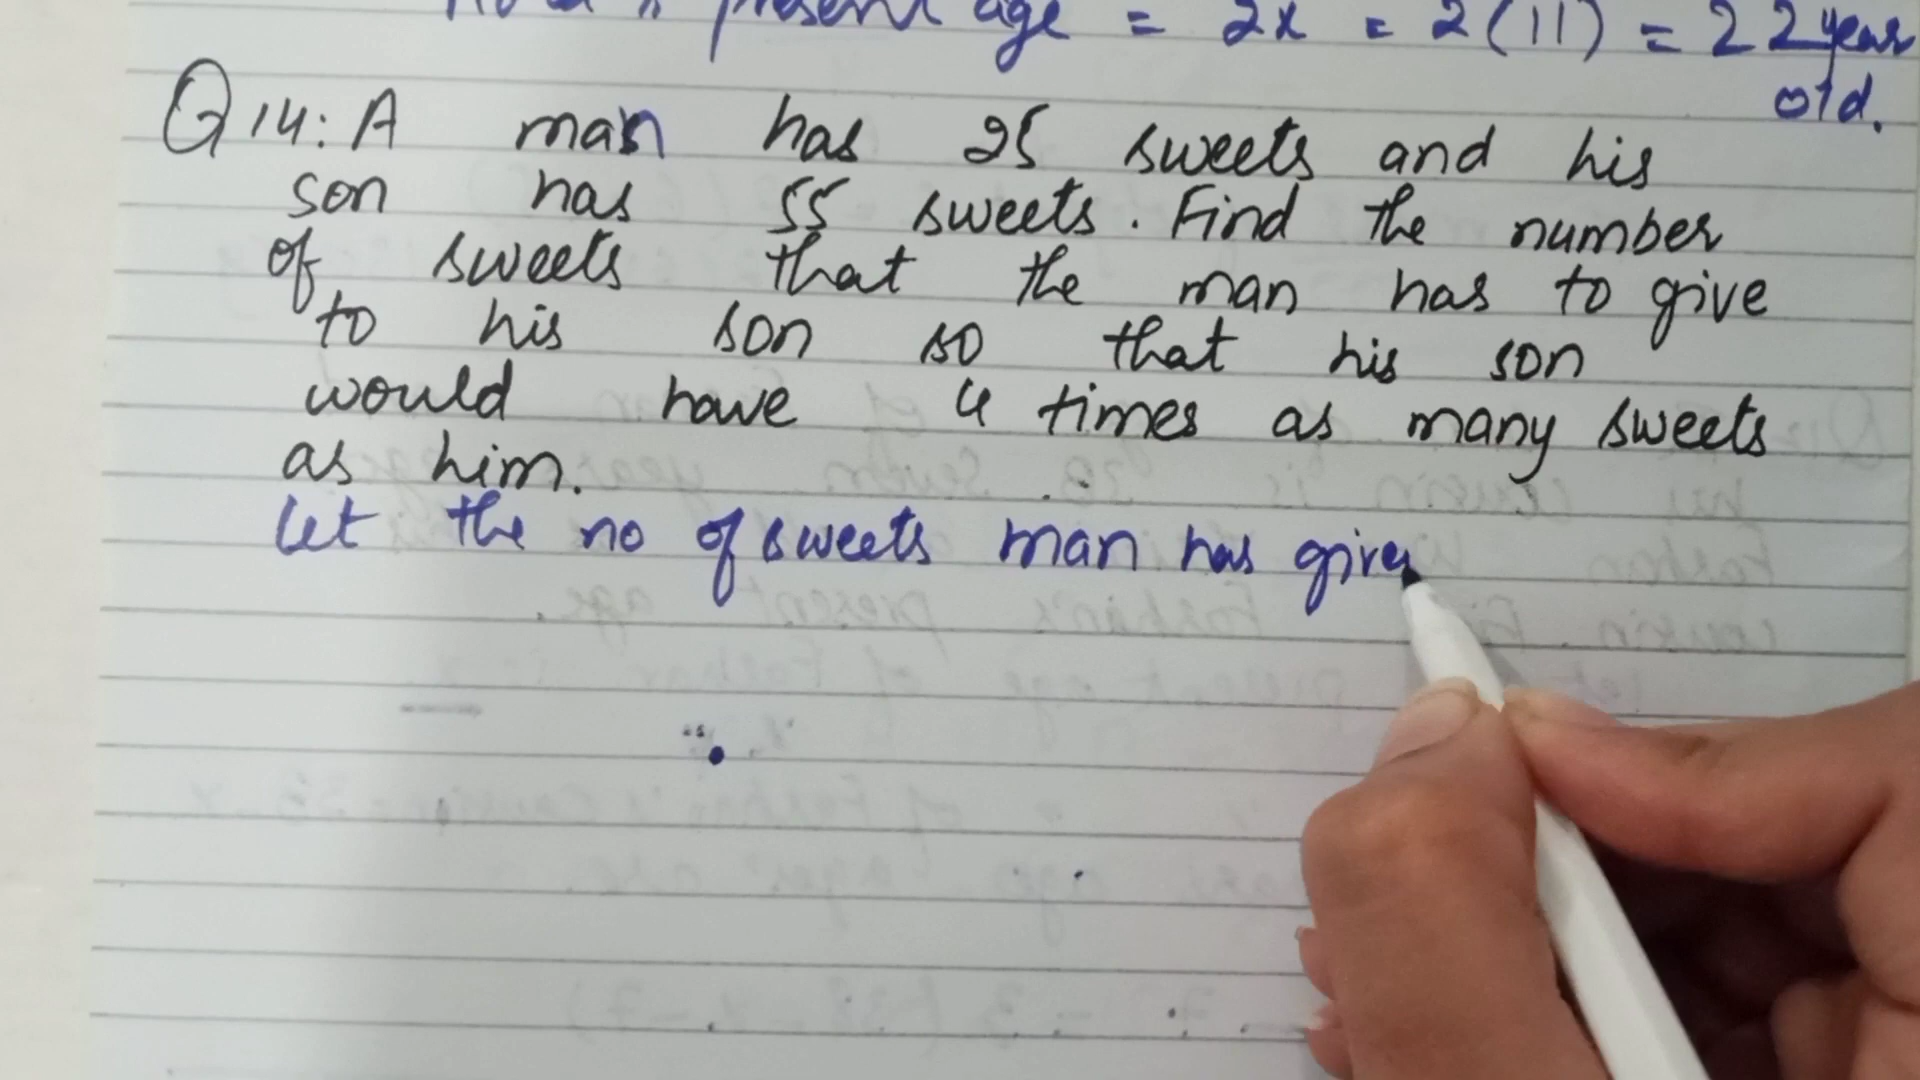 present age = 2x = 2(11) = 22 year
old.
Q14: A man has 25 sweets and his
son has 55 sweets. Find the number
of sweets that the man has to give
to his son so that his son
would have 4 times as many sweets
as him.
Let the no of sweets man has given